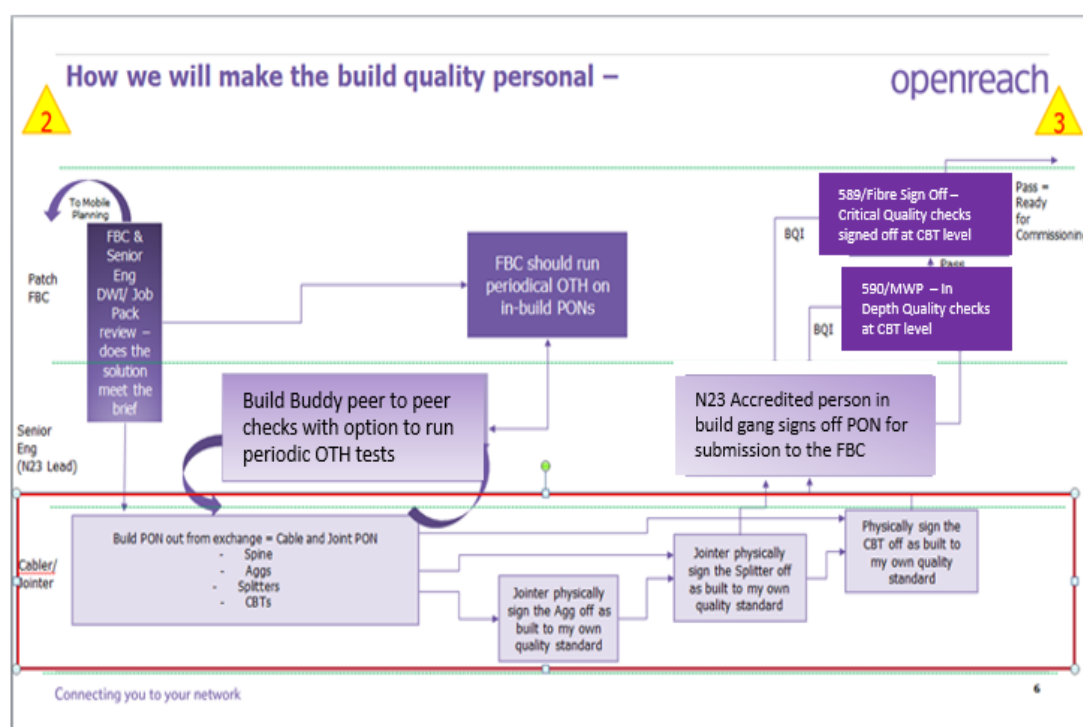 How we will make the build quality personal –
openreach
2
3
To Mobile
Planning
FBC &
Senior
Eng
DWI/ Job
Pack
review –
does the
solution
meet the
brief
Patch
FBC
FBC should run
periodical OTH on
in-build PONs
BQI
589/Fibre Sign Off –
Critical Quality checks
signed off at CBT level
Pass =
Ready
for
Commissioning
Pass
590/MWP – In
Depth Quality checks
at CBT level
BQI
Build Buddy peer to peer
checks with option to run
periodic OTH tests
N23 Accredited person in
build gang signs off PON for
submission to the FBC
Senior
Eng
(N23 Lead)
Cabler/
Jointer
Build PON out from exchange = Cable and Joint PON
- Spine
- Aggs
- Splitters
- CBTs
Jointer physically
sign the Agg off as
built to my own
quality standard
Jointer physically
sign the Splitter off
as built to my own
quality standard
Physically sign the
CBT off as built to
my own quality
standard
Connecting you to your network
6